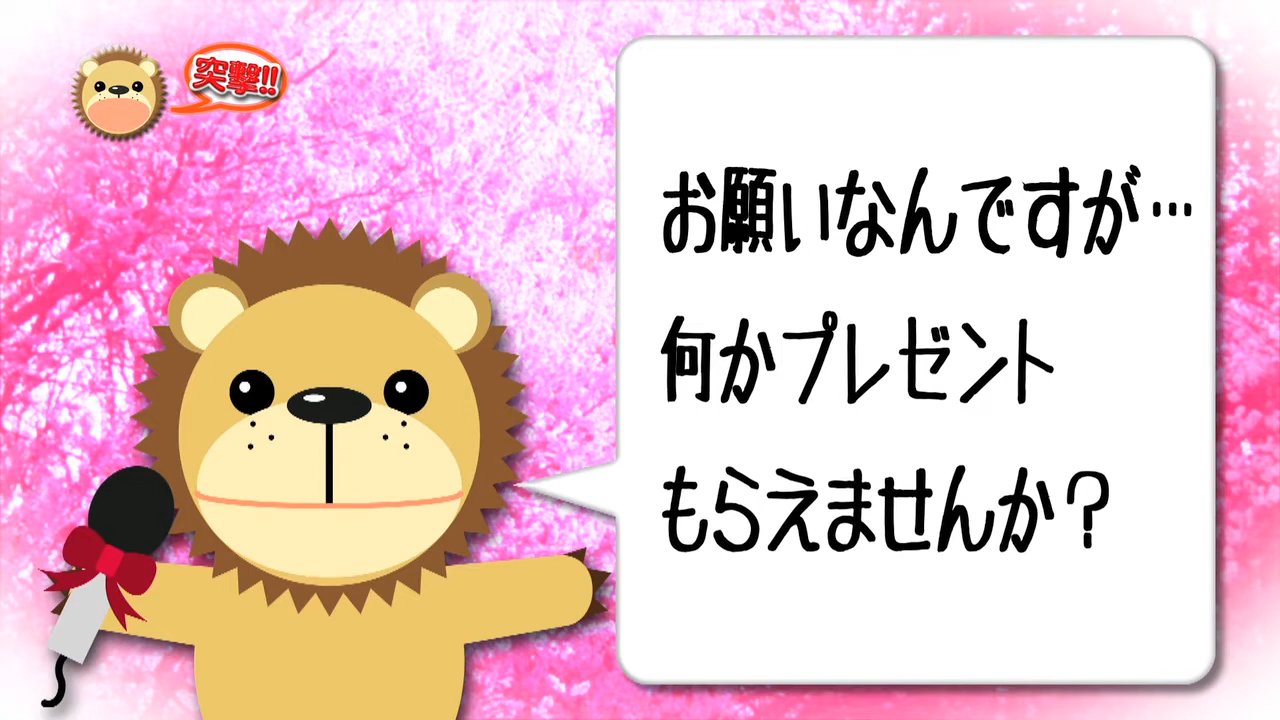 突撃!!
お願いなんですが…
何かプレゼント
もらえませんか？